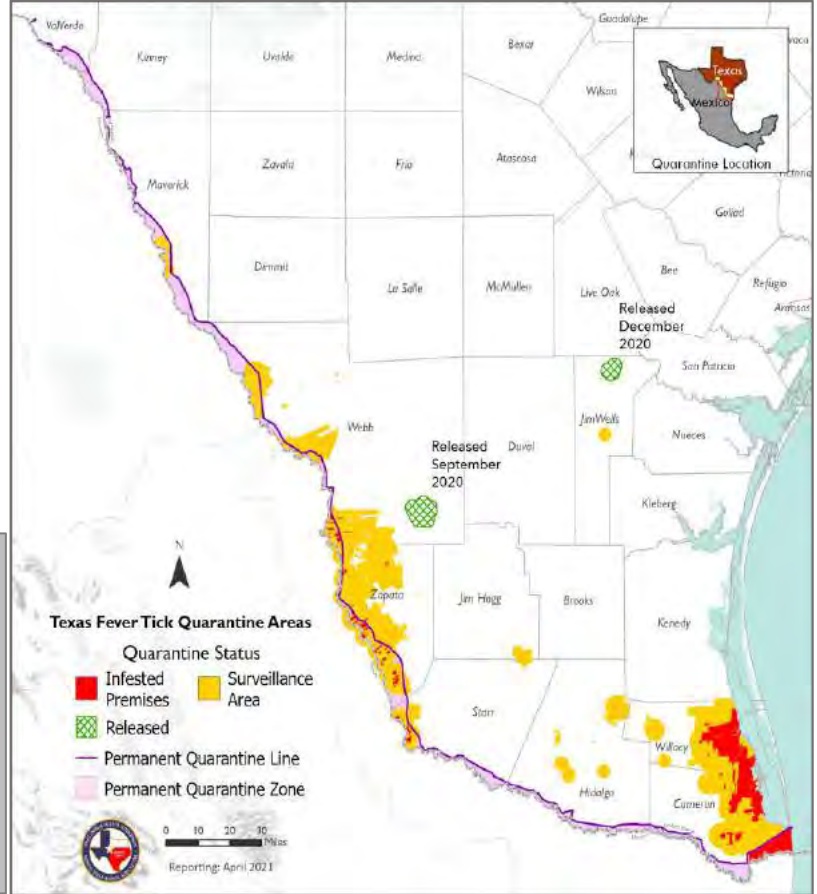 ValVerde
Kinney
Uvalde
Medina
Bexar
Guadalupe
Wilson
Texas
Mexico
Quarantine Location
Maverick
Zavala
Frio
Atascosa
Goliad
Dimmit
La Salle
McMullen
Live Oak
Bee
Refugio
Aransas
Released
December
2020
San Patricio
Webb
Duval
Jim Wells
Nueces
Released
September
2020
Kleberg
N
Zapata
Jim Hogg
Brooks
Kenedy
Texas Fever Tick Quarantine Areas
Quarantine Status
Infested
Premises
Surveillance
Area
Released
Permanent Quarantine Line
Permanent Quarantine Zone
Starr
Willacy
Hidalgo
Cameron
0 10 20 30
Miles
Reporting: April 2021